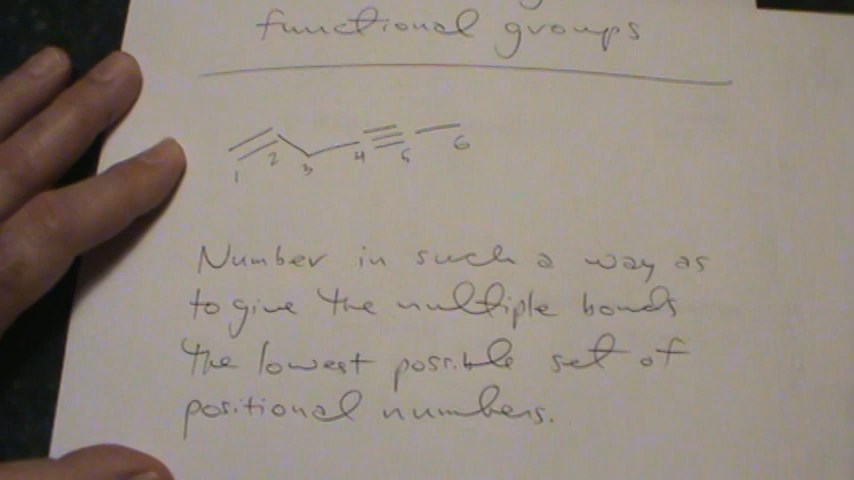 functional groups
1 2 3 4 5 6
Number in such a way as
to give the multiple bonds
the lowest possible set of
positional numbers.